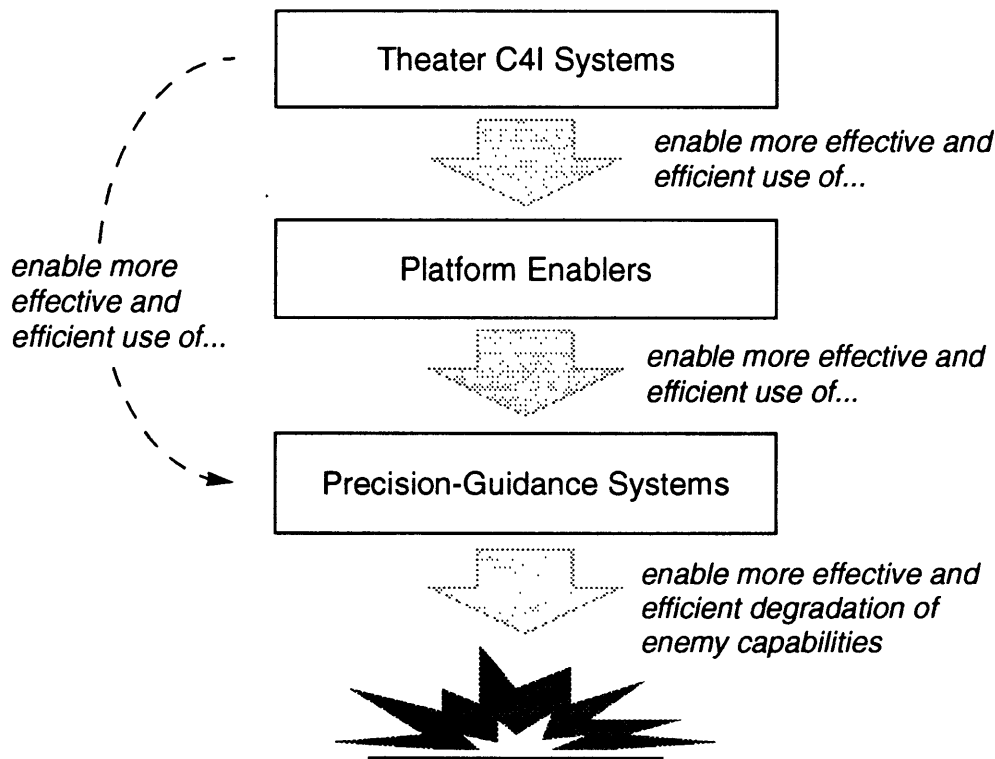 Theater C4I Systems
enable more effective and
efficient use of...
Platform Enablers
enable more
effective and
efficient use of...
enable more effective and
efficient use of...
Precision-Guidance Systems
enable more effective and
efficient degradation of
enemy capabilities